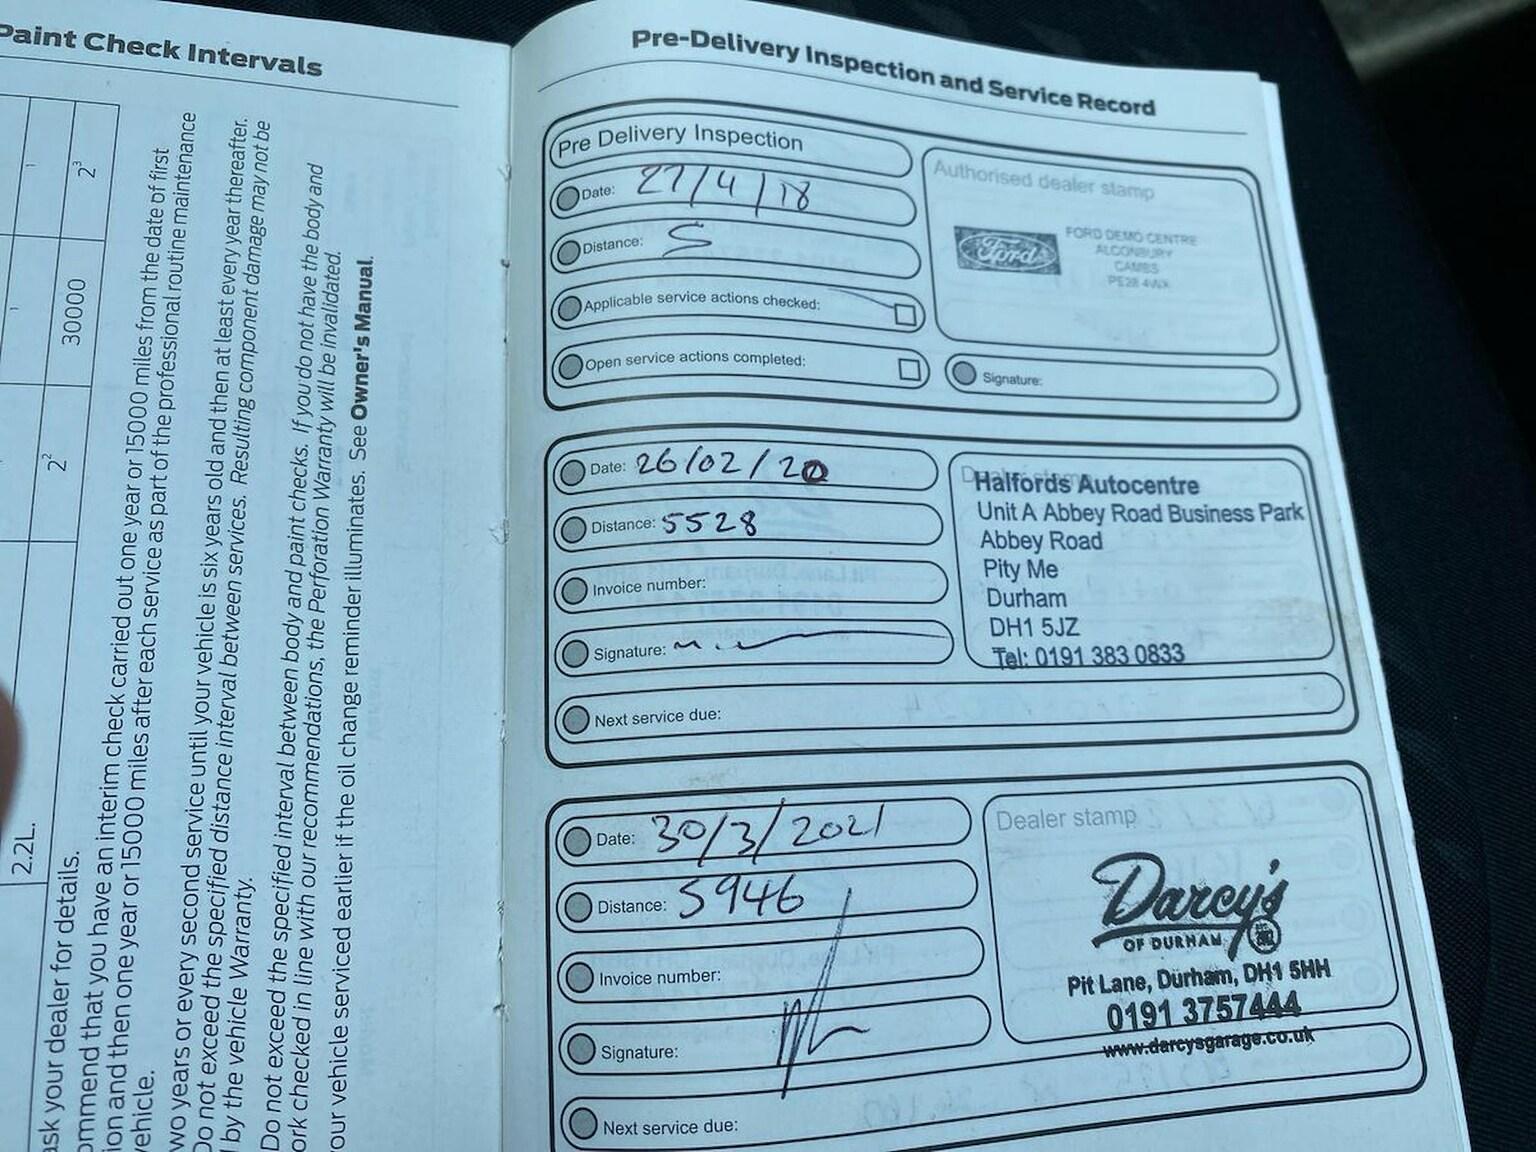 Paint Check Intervals
2³
30000
2²
2.2L.
ask your dealer for details.
ommend that you have an interim check carried out one year or 15000 miles from the date of first
ion and then one year or 15000 miles after each service as part of the professional routine maintenance
vehicle.
wo years or every second service until your vehicle is six years old and then at least every year thereafter.
Do not exceed the specified distance interval between services. Resulting component damage may not be
by the vehicle Warranty.
Do not exceed the specified interval between body and paint checks. If you do not have the body and
ork checked in line with our recommendations, the Perforation Warranty will be invalidated.
our vehicle serviced earlier if the oil change reminder illuminates. See Owner's Manual.
Pre-Delivery Inspection and Service Record
Pre Delivery Inspection
Date: 27/4/18
Distance: 5
Applicable service actions checked:
Open service actions completed:
Authorised dealer stamp
Ford
FORD DEMO CENTRE
ALCONBURY
CAMBS
PE28 4WX
Signature:
Date: 26/02/20
Distance: 5528
Invoice number:
Signature:
Next service due:
Dealer stamp
Halfords Autocentre
Unit A Abbey Road Business Park
Abbey Road
Pity Me
Durham
DH1 5JZ
Tel: 0191 383 0833
Date: 30/3/2021
Distance: 5946
Invoice number:
Signature:
Next service due:
Dealer stamp
Darcy's
OF DURHAM
Pit Lane, Durham, DH1 5HH
0191 3757444
www.darcysgarage.co.uk